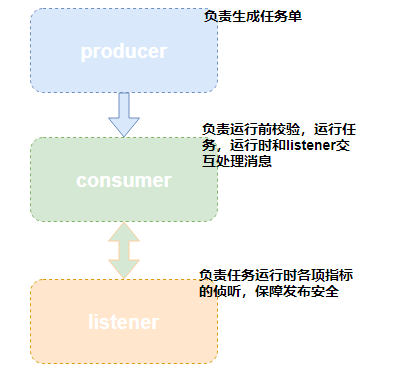 负责生成任务单
producer
负责运行前校验，运行任
务，运行时和listener交
互处理消息
consumer
负责任务运行时各项指标
的侦听，保障发布安全
listener